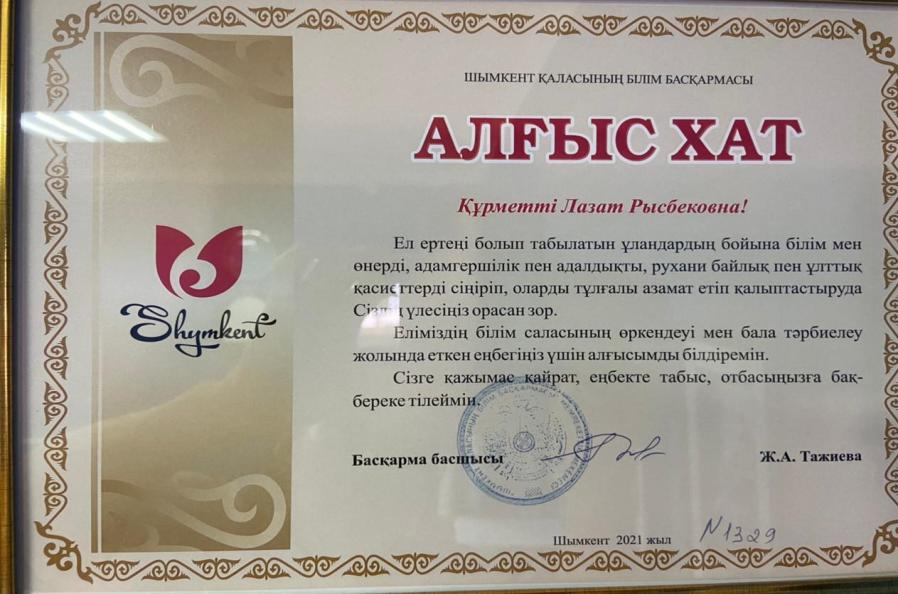 ШЫМКЕНТ ҚАЛАСЫНЫҢ БІЛІМ БАСҚАРМАСЫ
АЛҒЫС ХАТ
Құрметті Лазат Рысбековна!
Ел ертеңі болып табылатын ұландардың бойына білім мен
өнерді, адамгершілік пен адалдықты, рухани байлық пен ұлттық
қасиеттерді сіңіріп, оларды тұлғалы азамат етіп қалыптастыруда
Сіздің үлесіңіз орасан зор.
Еліміздің білім саласының өркендеуі мен бала тәрбиелеу
жолында еткен еңбегіңіз үшін алғысымды білдіремін.
Сізге қажымас қайрат, еңбекте табыс, отбасыңызға бақ-
береке тілеймін.
Shymkent
Басқарма басшысы
Ж.А. Тажиева
Шымкент 2021 жыл
N1329